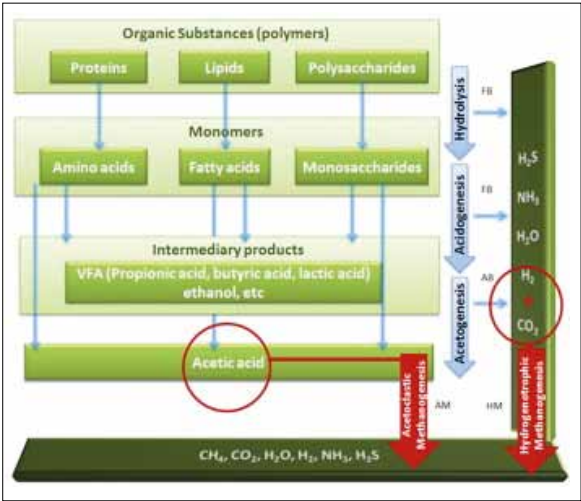 Organic Substances (polymers)
Proteins
Lipids
Polysaccharides
Monomers
Amino acids
Fatty acids
Monosaccharides
Intermediary products
VFA (Propionic acid, butyric acid, lactic acid)
ethanol, etc
Acetic acid
Hydrolysis
Acidogenesis
Acetogenesis
FB
FB
AB
H₂S
NH₃
H₂O
H₂
+
CO₂
Acetoclastic
Methanogenesis
AM
HM
Hydrogenotrophic
Methanogenesis
CH₄, CO₂, H₂O, H₂, NH₃, H₂S